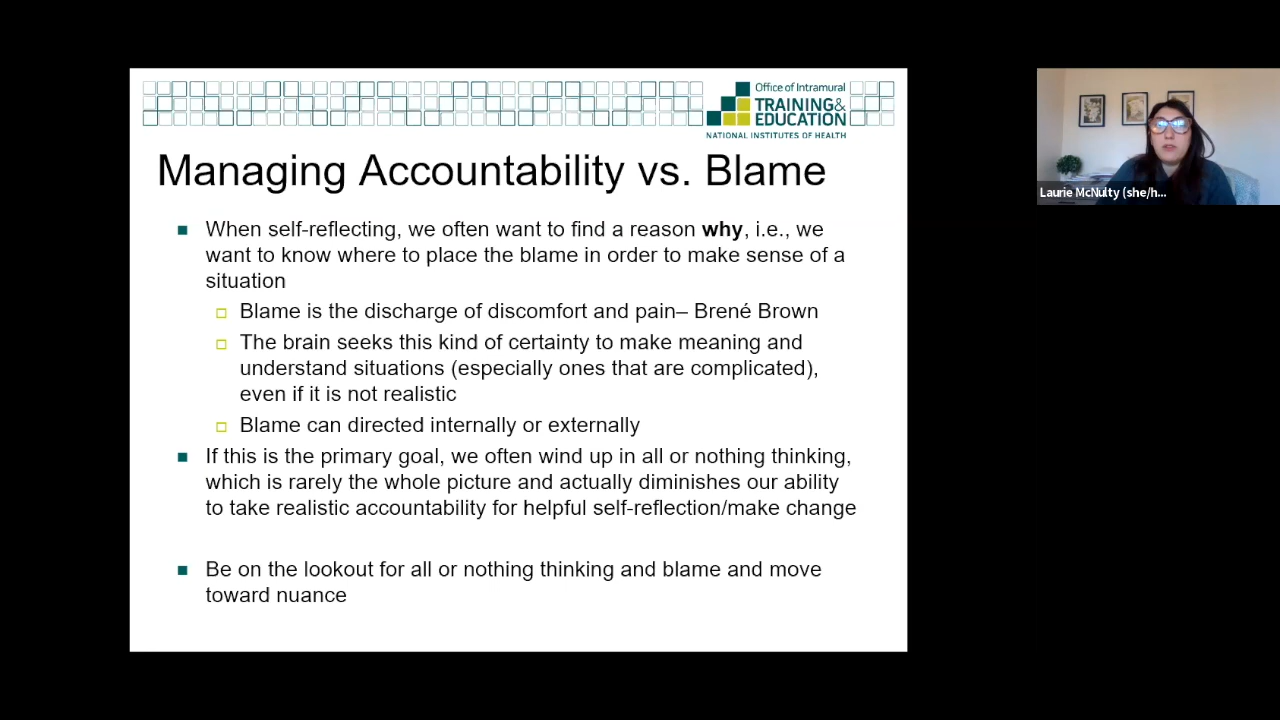 Office of Intramural
TRAINING&
EDUCATION
NATIONAL INSTITUTES OF HEALTH
Managing Accountability vs. Blame
When self-reflecting, we often want to find a reason why, i.e., we
want to know where to place the blame in order to make sense of a
situation
Blame is the discharge of discomfort and pain– Brené Brown
The brain seeks this kind of certainty to make meaning and
understand situations (especially ones that are complicated),
even if it is not realistic
Blame can directed internally or externally
If this is the primary goal, we often wind up in all or nothing thinking,
which is rarely the whole picture and actually diminishes our ability
to take realistic accountability for helpful self-reflection/make change
Be on the lookout for all or nothing thinking and blame and move
toward nuance
Laurie McNulty (she/h...